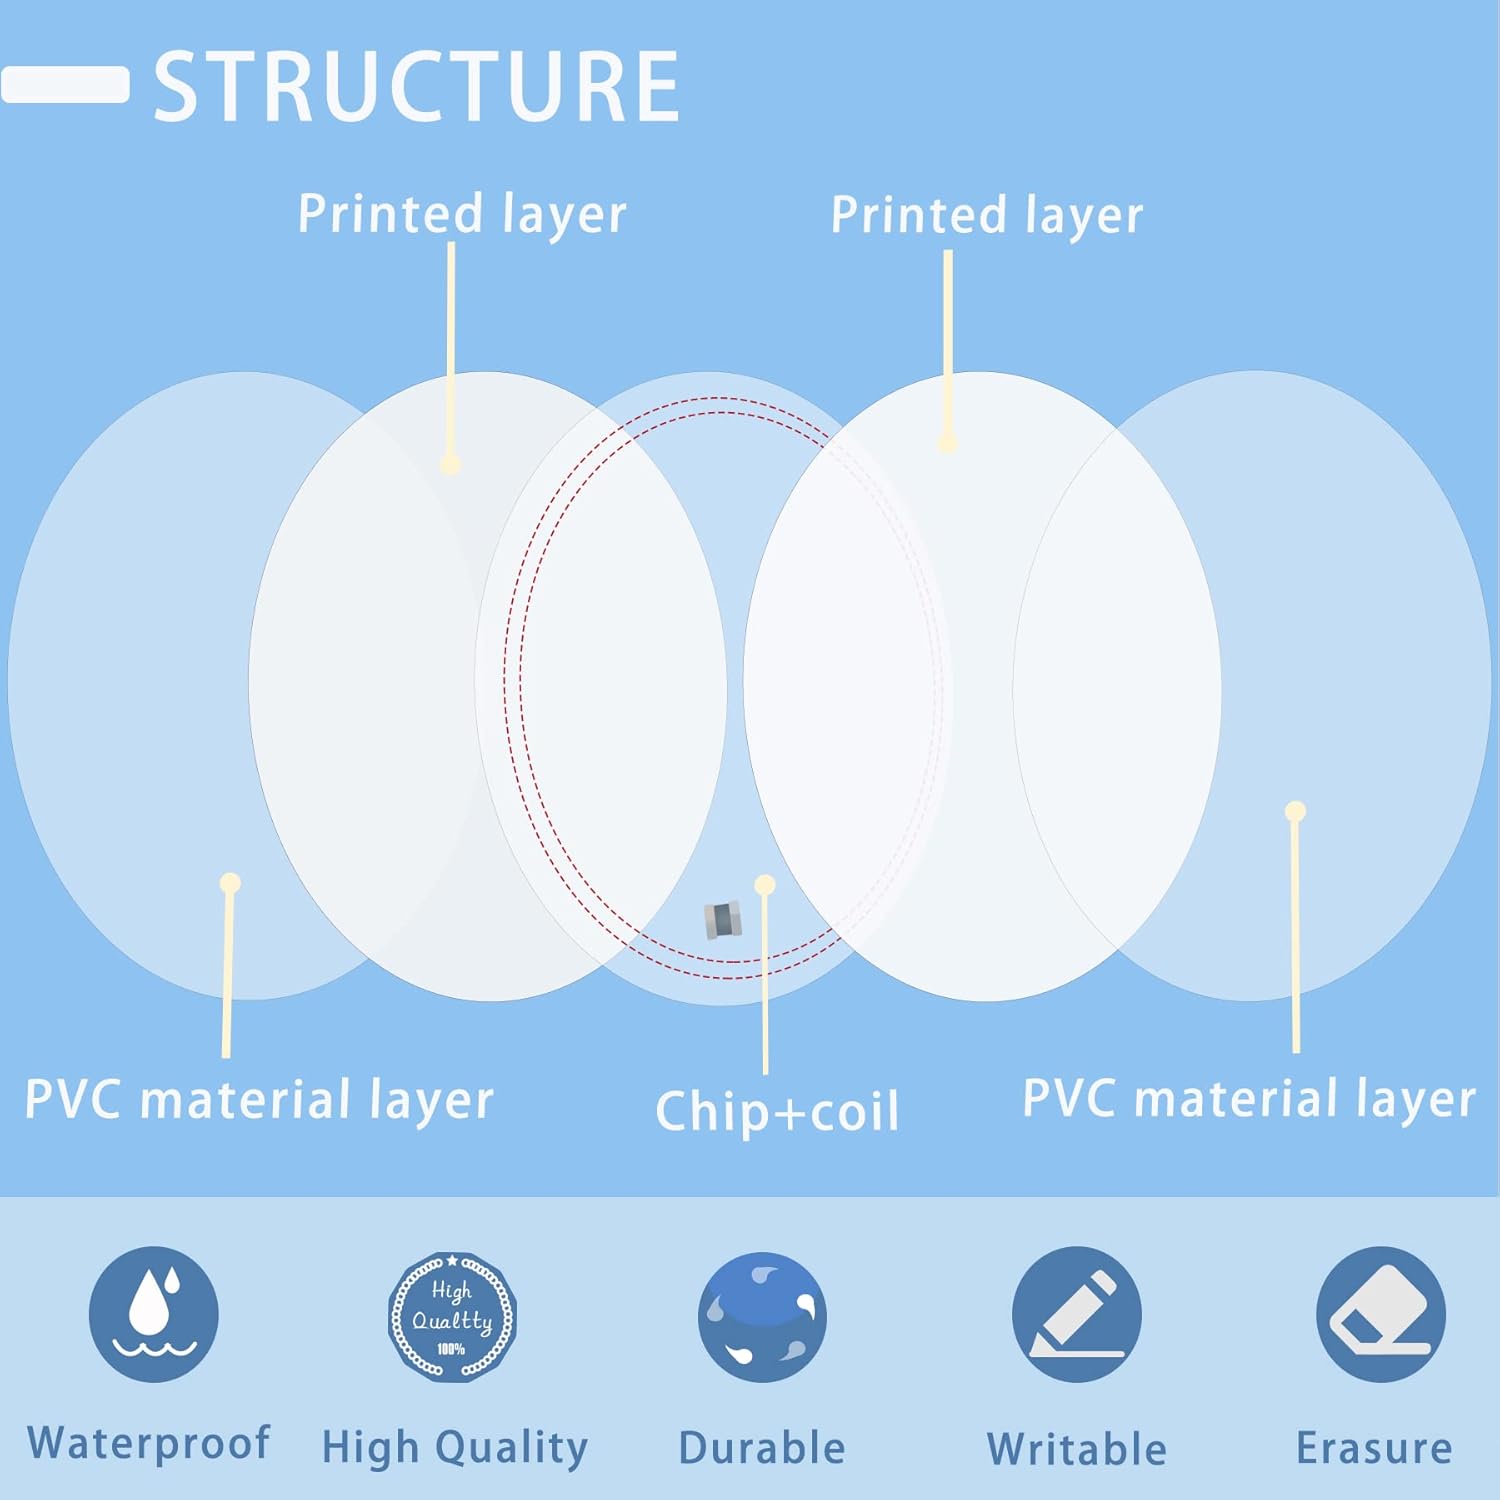 STRUCTURE
Printed layer
Printed layer
PVC material layer
Chip+coil
PVC material layer
High
Qualtty
100%
Waterproof
High Quality
Durable
Writable
Erasure